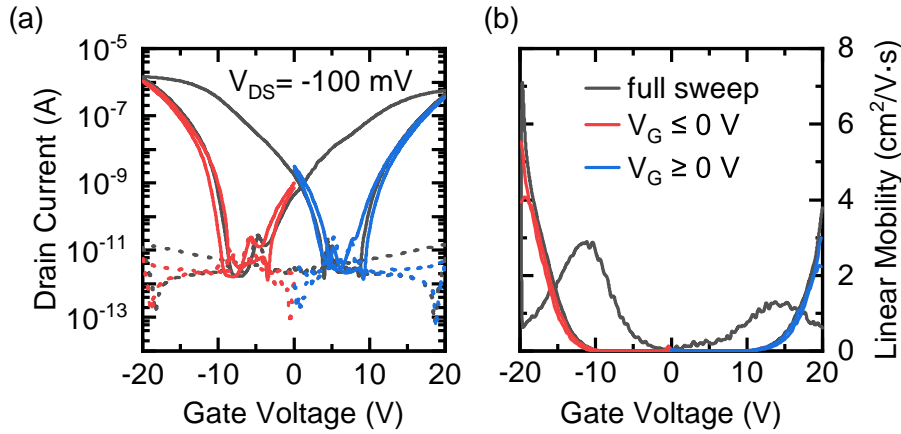 (a)
(b)
V_DS= -100 mV
full sweep
V_G ≤ 0 V
V_G ≥ 0 V
10^-5
10^-7
10^-9
10^-11
10^-13
Drain Current (A)
-20 -10 0 10 20
Gate Voltage (V)
8
6
4
2
0
Linear Mobility (cm^2/V·s)
-20 -10 0 10 20
Gate Voltage (V)